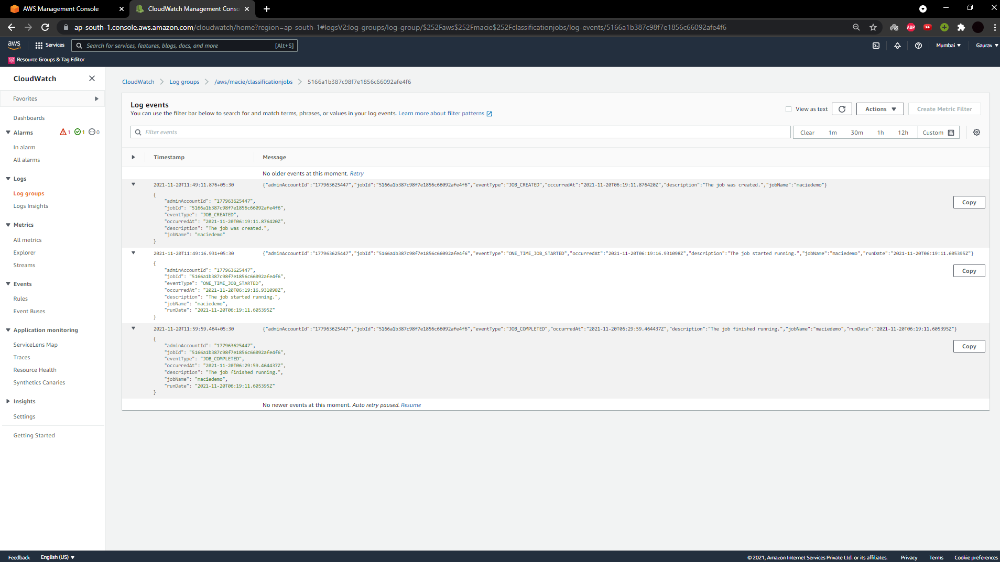 AWS Management Console
CloudWatch Management Conso
ap-south-1.console.aws.amazon.com/cloudwatch/home?region=ap-south-1#logsV2:log-groups/log-group/$252Faws$252Fmacie$252Fclassificationjobs/log-events/5166a1b387c98f7e1856c66092afe4f6
ABP
aws
Services
Search for services, features, blogs, docs, and more
[Alt+S]
Mumbai
Gaurav
Resource Groups & Tag Editor
CloudWatch
Favorites
Dashboards
Alarms 1 1 0
In alarm
All alarms
Logs
Log groups
Logs Insights
Metrics
All metrics
Explorer
Streams
Events
Rules
Event Buses
Application monitoring
ServiceLens Map
Traces
Resource Health
Synthetics Canaries
Insights
Settings
Getting Started
CloudWatch
Log groups
/aws/macie/classificationjobs
5166a1b387c98f7e1856c66092afe4f6
Log events
You can use the filter bar below to search for and match terms, phrases, or values in your log events. Learn more about filter patterns
View as text
Actions
Create Metric Filter
Filter events
Clear 1m 30m 1h 12h Custom
Timestamp Message
No older events at this moment. Retry
2021-11-20T11:49:11.876+05:30 {"adminAccountId":"177963625447","jobId":"5166a1b387c98f7e1856c66092afe4f6","eventType":"JOB_CREATED","occurredAt":"2021-11-20T06:19:11.876420Z","description":"The job was created.","jobName":"maciedemo"}
{
"adminAccountId": "177963625447",
"jobId": "5166a1b387c98f7e1856c66092afe4f6",
"eventType": "JOB_CREATED",
"occurredAt": "2021-11-20T06:19:11.876420Z",
"description": "The job was created.",
"jobName": "maciedemo"
}
Copy
2021-11-20T11:49:16.931+05:30 {"adminAccountId":"177963625447","jobId":"5166a1b387c98f7e1856c66092afe4f6","eventType":"ONE_TIME_JOB_STARTED","occurredAt":"2021-11-20T06:19:16.931098Z","description":"The job started running.","jobName":"maciedemo","runDate":"2021-11-20T06:19:11.605395Z"}
{
"adminAccountId": "177963625447",
"jobId": "5166a1b387c98f7e1856c66092afe4f6",
"eventType": "ONE_TIME_JOB_STARTED",
"occurredAt": "2021-11-20T06:19:16.931098Z",
"description": "The job started running.",
"jobName": "maciedemo",
"runDate": "2021-11-20T06:19:11.605395Z"
}
Copy
2021-11-20T11:59:59.464+05:30 {"adminAccountId":"177963625447","jobId":"5166a1b387c98f7e1856c66092afe4f6","eventType":"JOB_COMPLETED","occurredAt":"2021-11-20T06:29:59.464437Z","description":"The job finished running.","jobName":"maciedemo","runDate":"2021-11-20T06:19:11.605395Z"}
{
"adminAccountId": "177963625447",
"jobId": "5166a1b387c98f7e1856c66092afe4f6",
"eventType": "JOB_COMPLETED",
"occurredAt": "2021-11-20T06:29:59.464437Z",
"description": "The job finished running.",
"jobName": "maciedemo",
"runDate": "2021-11-20T06:19:11.605395Z"
}
Copy
No newer events at this moment. Auto retry paused. Resume
Feedback English (US)
© 2021, Amazon Internet Services Private Ltd. or its affiliates. Privacy Terms Cookie preferences